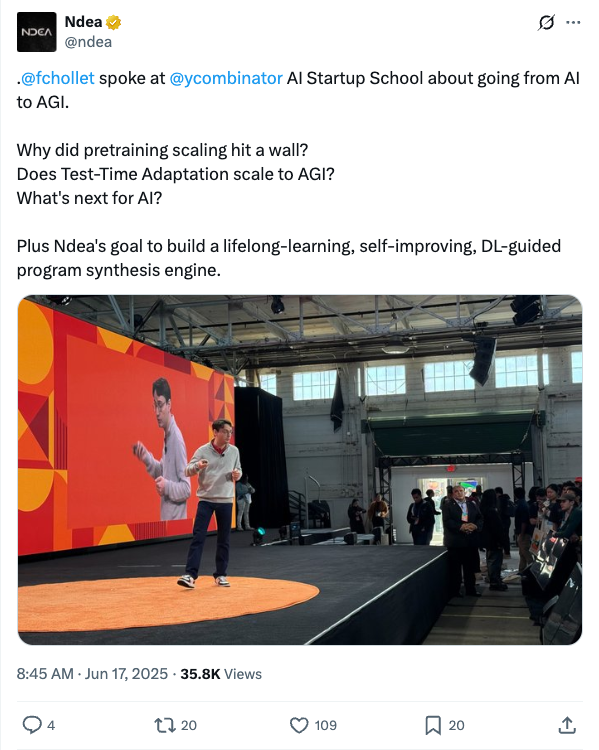 NDEA
Ndea
@ndea
.@fchollet spoke at @ycombinator AI Startup School about going from AI
to AGI.
Why did pretraining scaling hit a wall?
Does Test-Time Adaptation scale to AGI?
What's next for AI?
Plus Ndea's goal to build a lifelong-learning, self-improving, DL-guided
program synthesis engine.
8:45 AM · Jun 17, 2025 · 35.8K Views
4
20
109
20